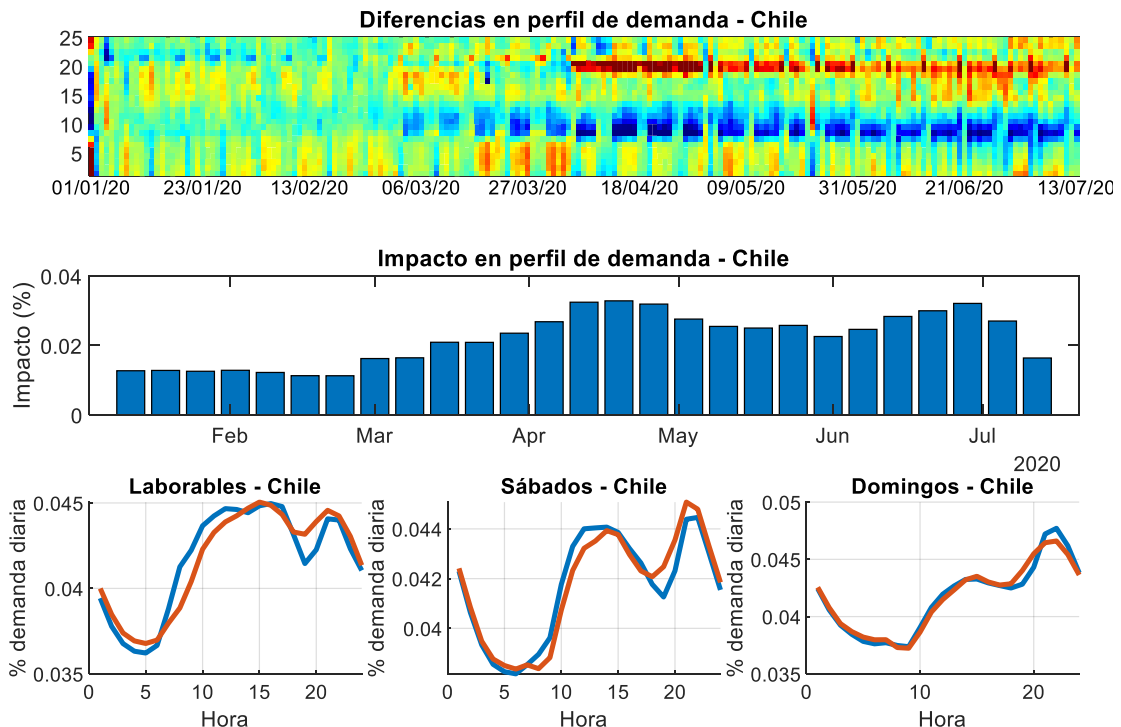 Diferencias en perfil de demanda - Chile
25
20
15
10
5
01/01/20 23/01/20 13/02/20 06/03/20 27/03/20 18/04/20 09/05/20 31/05/20 21/06/20 13/07/20
Impacto en perfil de demanda - Chile
Impacto (%)
0.04
0.02
0
Feb Mar Apr May Jun Jul
2020
Laborables - Chile
% demanda diaria
0.045
0.04
0.035
0 5 10 15 20
Hora
Sábados - Chile
% demanda diaria
0.044
0.042
0.04
0 5 10 15 20
Hora
Domingos - Chile
% demanda diaria
0.05
0.045
0.04
0.035
0 10 20
Hora